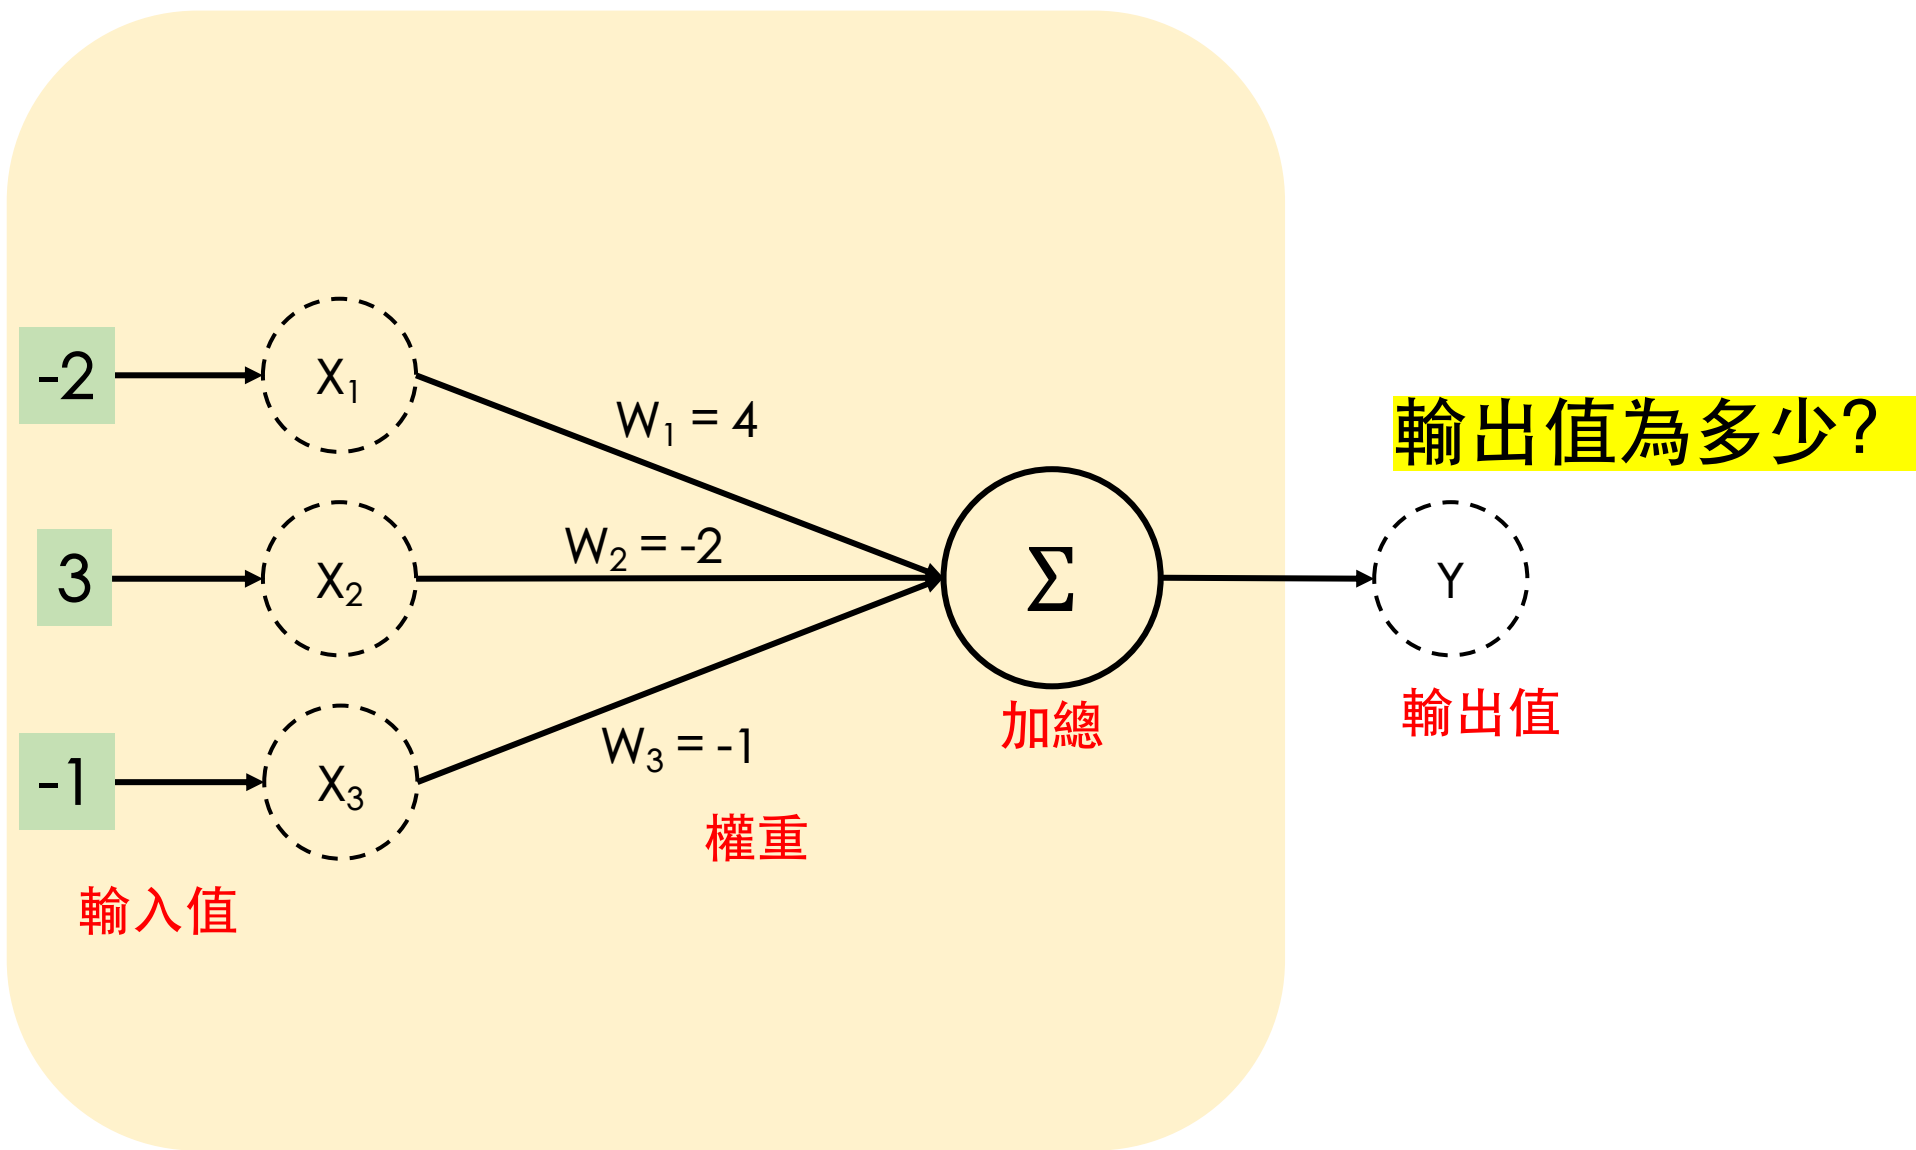 -2
X₁
W₁ = 4
輸出值為多少?
3
X₂
W₂ = -2
Σ
Y
加總
輸出值
-1
X₃
W₃ = -1
權重
輸入值